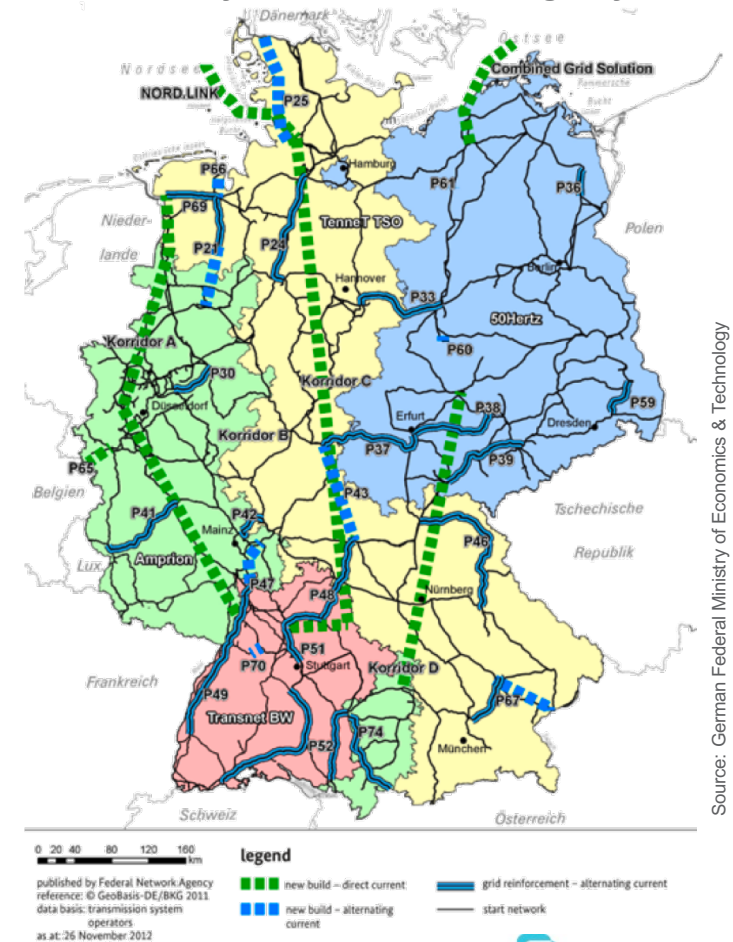 Dänemark
Nordsee
Ostsee
Combined Grid Solution
NORD.LINK
P25
Hamburg
P66
P61
P36
P69
Nieder-
lande
TenneT TSO
Polen
P21
P24
Berlin
Hannover
P33
50Hertz
Korridor A
P60
P30
Korridor C
Düsseldorf
P59
Erfurt
P38
Dresden
Korridor B
P37
P39
P65
Belgien
P43
P41
P42
Tschechische
Republik
Mainz
P46
Amprion
Lux.
P47
P48
Nürnberg
P51
P70
Stuttgart
Korridor D
Frankreich
P49
P67
Transnet BW
P52
P74
München
Schweiz
Österreich
Source: German Federal Ministry of Economics & Technology
0 20 40 80 120 160
km
published by Federal Network Agency
reference: © GeoBasis-DE/BKG 2011
data basis: transmission system
operators
as at: 26 November 2012
legend
new build – direct current
new build – alternating
current
grid reinforcement – alternating current
start network